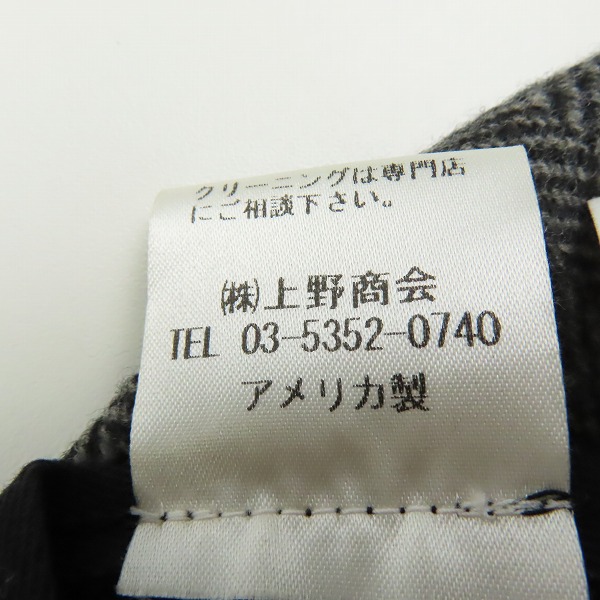 クリーニングは専門店
にご相談下さい。
㈱上野商会
TEL 03-5352-0740
アメリカ製